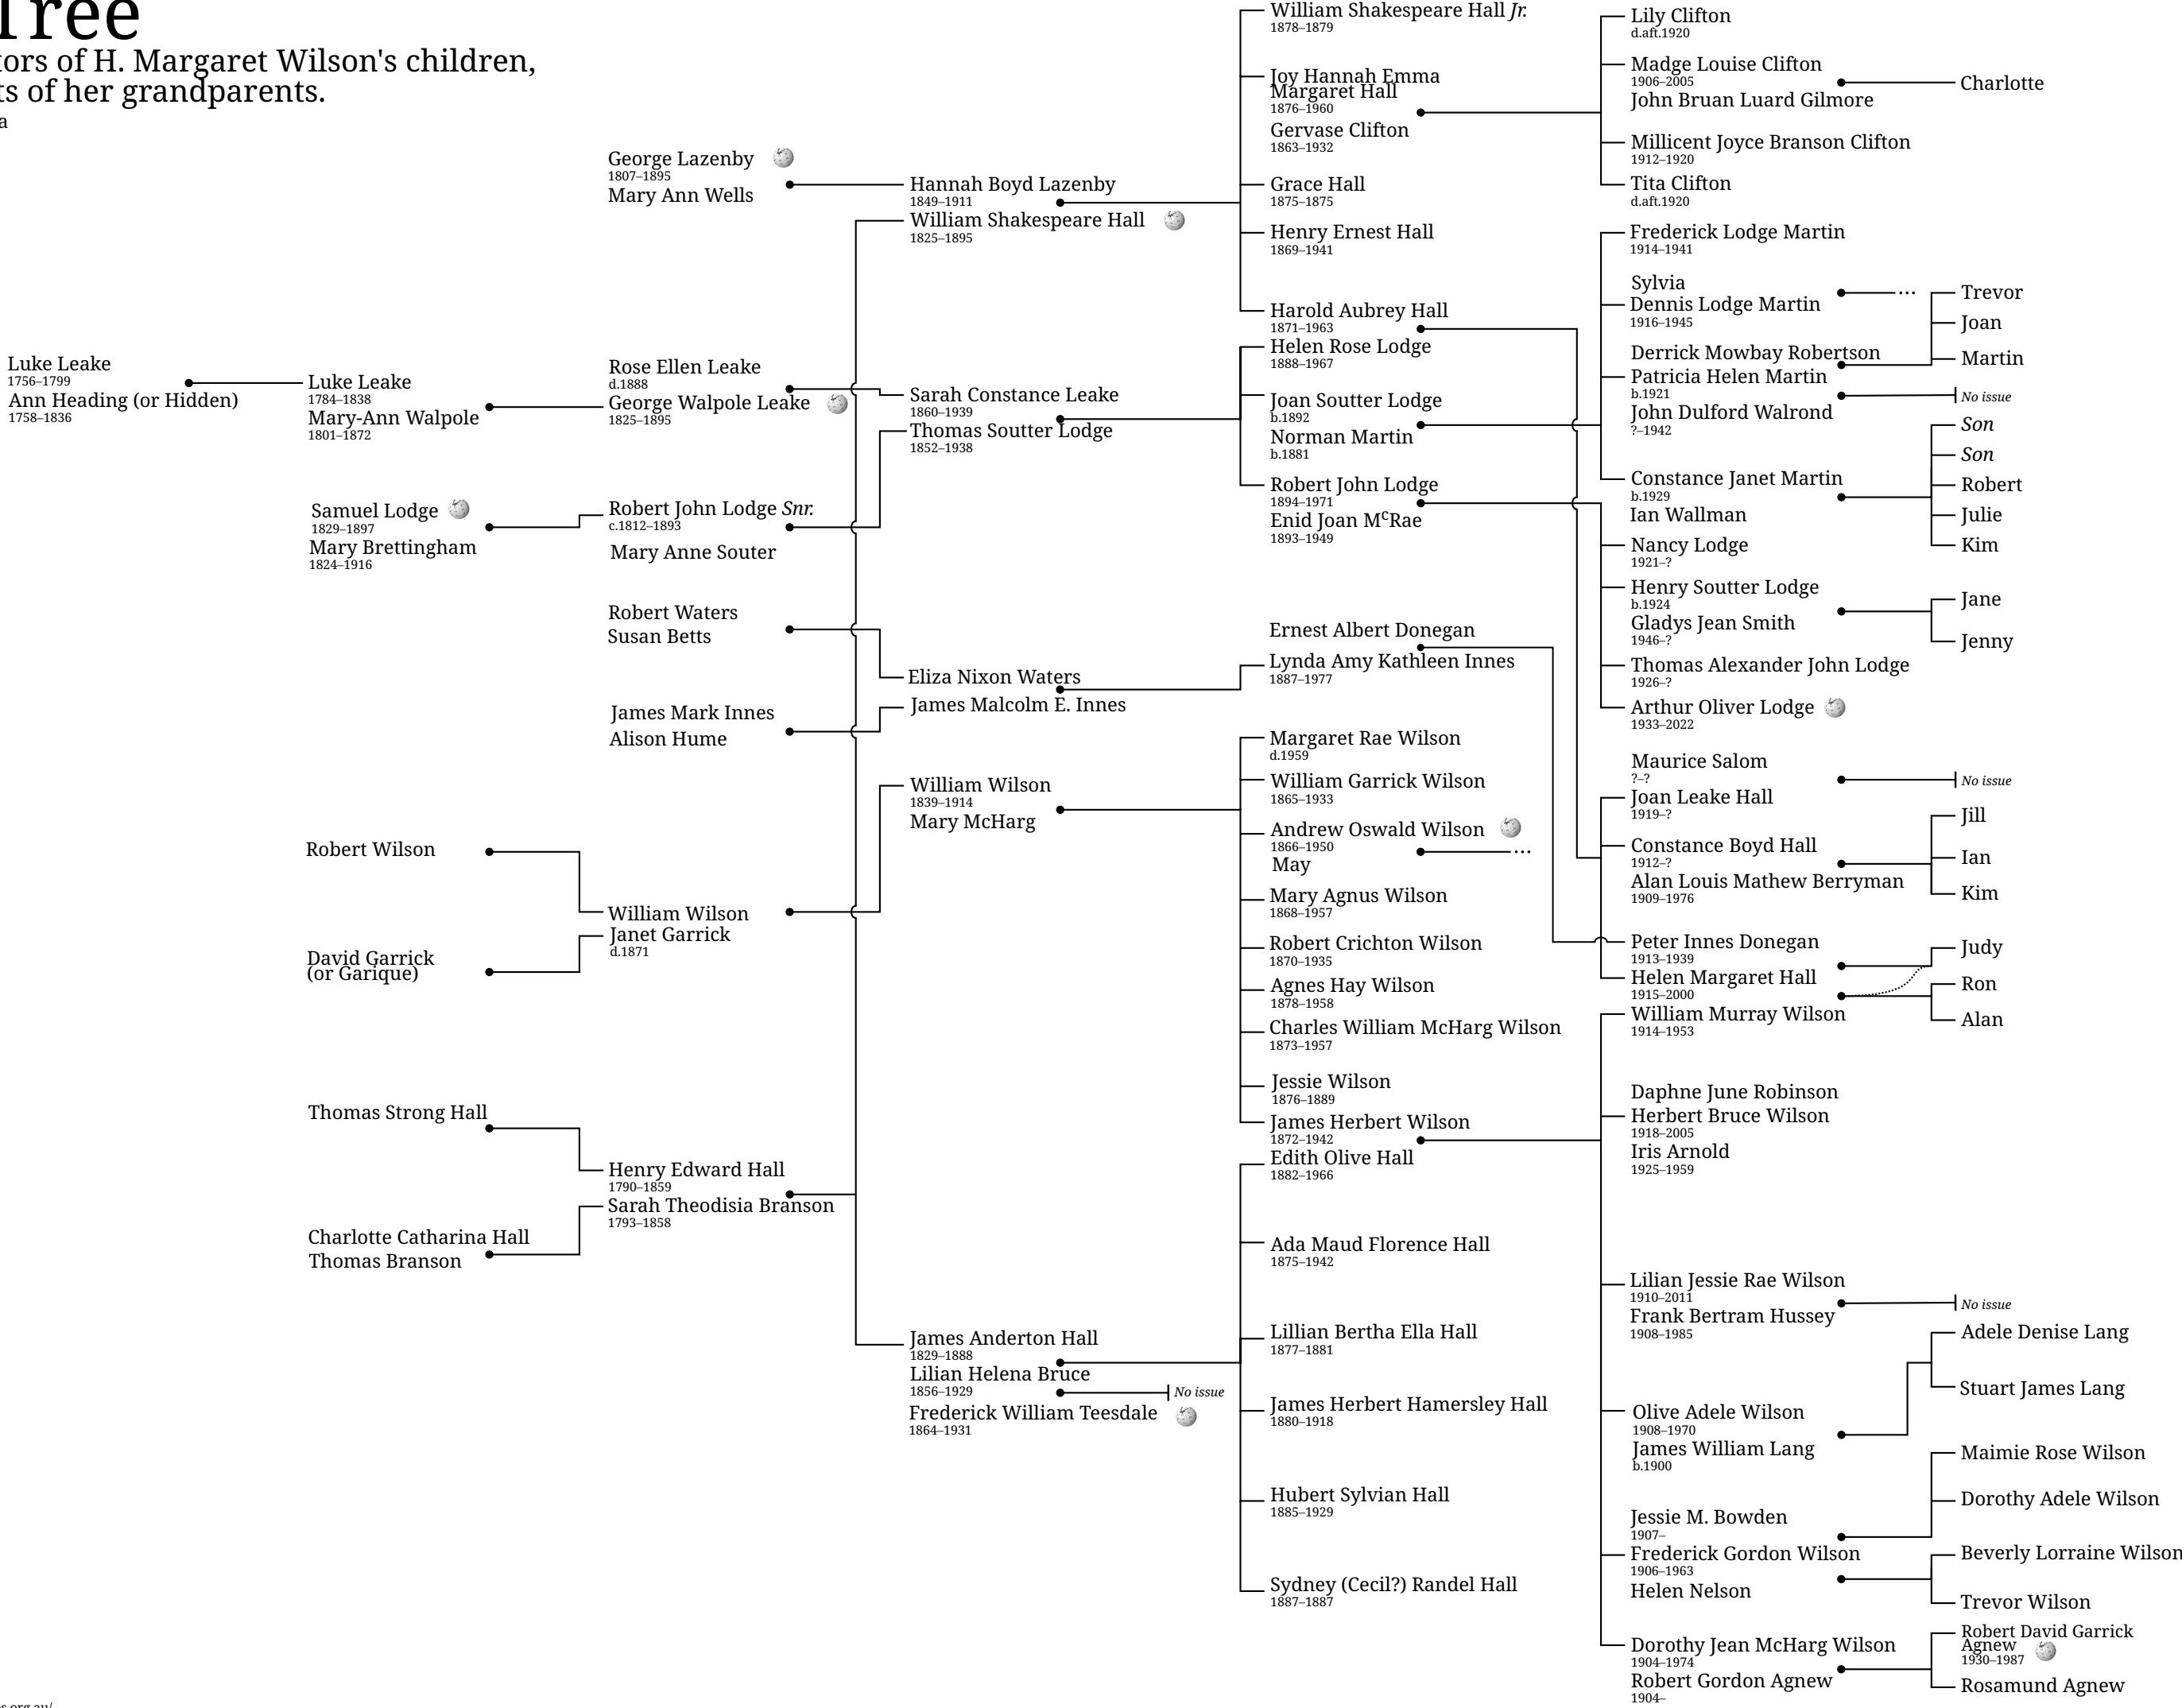 Tree
tors of H. Margaret Wilson's children,
ts of her grandparents.
a
Luke Leake
1756–1799
Ann Heading (or Hidden)
1758–1836
Luke Leake
1784–1838
Mary-Ann Walpole
1801–1872
Samuel Lodge
1829–1897
Mary Brettingham
1824–1916
Robert Wilson
David Garrick
(or Garique)
Thomas Strong Hall
Charlotte Catharina Hall
Thomas Branson
George Lazenby
1807–1895
Mary Ann Wells
Rose Ellen Leake
d.1888
George Walpole Leake
1825–1895
Robert John Lodge Snr.
c.1812–1893
Mary Anne Souter
Robert Waters
Susan Betts
James Mark Innes
Alison Hume
William Wilson
Janet Garrick
d.1871
Henry Edward Hall
1790–1859
Sarah Theodisia Branson
1793–1858
Hannah Boyd Lazenby
1849–1911
William Shakespeare Hall
1825–1895
Sarah Constance Leake
1860–1939
Thomas Soutter Lodge
1852–1938
Eliza Nixon Waters
James Malcolm E. Innes
William Wilson
1839–1914
Mary McHarg
James Anderton Hall
1829–1888
Lilian Helena Bruce
1856–1929
No issue
Frederick William Teesdale
1864–1931
William Shakespeare Hall Jr.
1878–1879
Joy Hannah Emma
Margaret Hall
1876–1960
Gervase Clifton
1863–1932
Grace Hall
1875–1875
Henry Ernest Hall
1869–1941
Harold Aubrey Hall
1871–1963
Helen Rose Lodge
1888–1967
Joan Soutter Lodge
b.1892
Norman Martin
b.1881
Robert John Lodge
1894–1971
Enid Joan McRae
1893–1949
Ernest Albert Donegan
Lynda Amy Kathleen Innes
1887–1977
Margaret Rae Wilson
d.1959
William Garrick Wilson
1865–1933
Andrew Oswald Wilson
1866–1950
...
May
Mary Agnus Wilson
1868–1957
Robert Crichton Wilson
1870–1935
Agnes Hay Wilson
1878–1958
Charles William McHarg Wilson
1873–1957
Jessie Wilson
1876–1889
James Herbert Wilson
1872–1942
Edith Olive Hall
1882–1966
Ada Maud Florence Hall
1875–1942
Lillian Bertha Ella Hall
1877–1881
James Herbert Hamersley Hall
1880–1918
Hubert Sylvian Hall
1885–1929
Sydney (Cecil?) Randel Hall
1887–1887
Lily Clifton
d.aft.1920
Madge Louise Clifton
1906–2005
John Bruan Luard Gilmore
Millicent Joyce Branson Clifton
1912–1920
Tita Clifton
d.aft.1920
Frederick Lodge Martin
1914–1941
Sylvia
...
Dennis Lodge Martin
1916–1945
Derrick Mowbay Robertson
Patricia Helen Martin
b.1921
John Dulford Walrond
?–1942
Constance Janet Martin
b.1929
Ian Wallman
Nancy Lodge
1921–?
Henry Soutter Lodge
b.1924
Gladys Jean Smith
1946–?
Thomas Alexander John Lodge
1926–?
Arthur Oliver Lodge
1933–2022
Maurice Salom
?–?
Joan Leake Hall
1919–?
Constance Boyd Hall
1912–?
Alan Louis Mathew Berryman
1909–1976
Peter Innes Donegan
1913–1939
Helen Margaret Hall
1915–2000
William Murray Wilson
1914–1953
Daphne June Robinson
Herbert Bruce Wilson
1918–2005
Iris Arnold
1925–1959
Lilian Jessie Rae Wilson
1910–2011
Frank Bertram Hussey
1908–1985
Olive Adele Wilson
1908–1970
James William Lang
b.1900
Jessie M. Bowden
1907–
Frederick Gordon Wilson
1906–1963
Helen Nelson
Dorothy Jean McHarg Wilson
1904–1974
Robert Gordon Agnew
1904–
Charlotte
Trevor
Joan
Martin
No issue
Son
Son
Robert
Julie
Kim
Jane
Jenny
No issue
Jill
Ian
Kim
Judy
Ron
Alan
No issue
Adele Denise Lang
Stuart James Lang
Maimie Rose Wilson
Dorothy Adele Wilson
Beverly Lorraine Wilson
Trevor Wilson
Robert David Garrick
Agnew
1930–1987
Rosamund Agnew